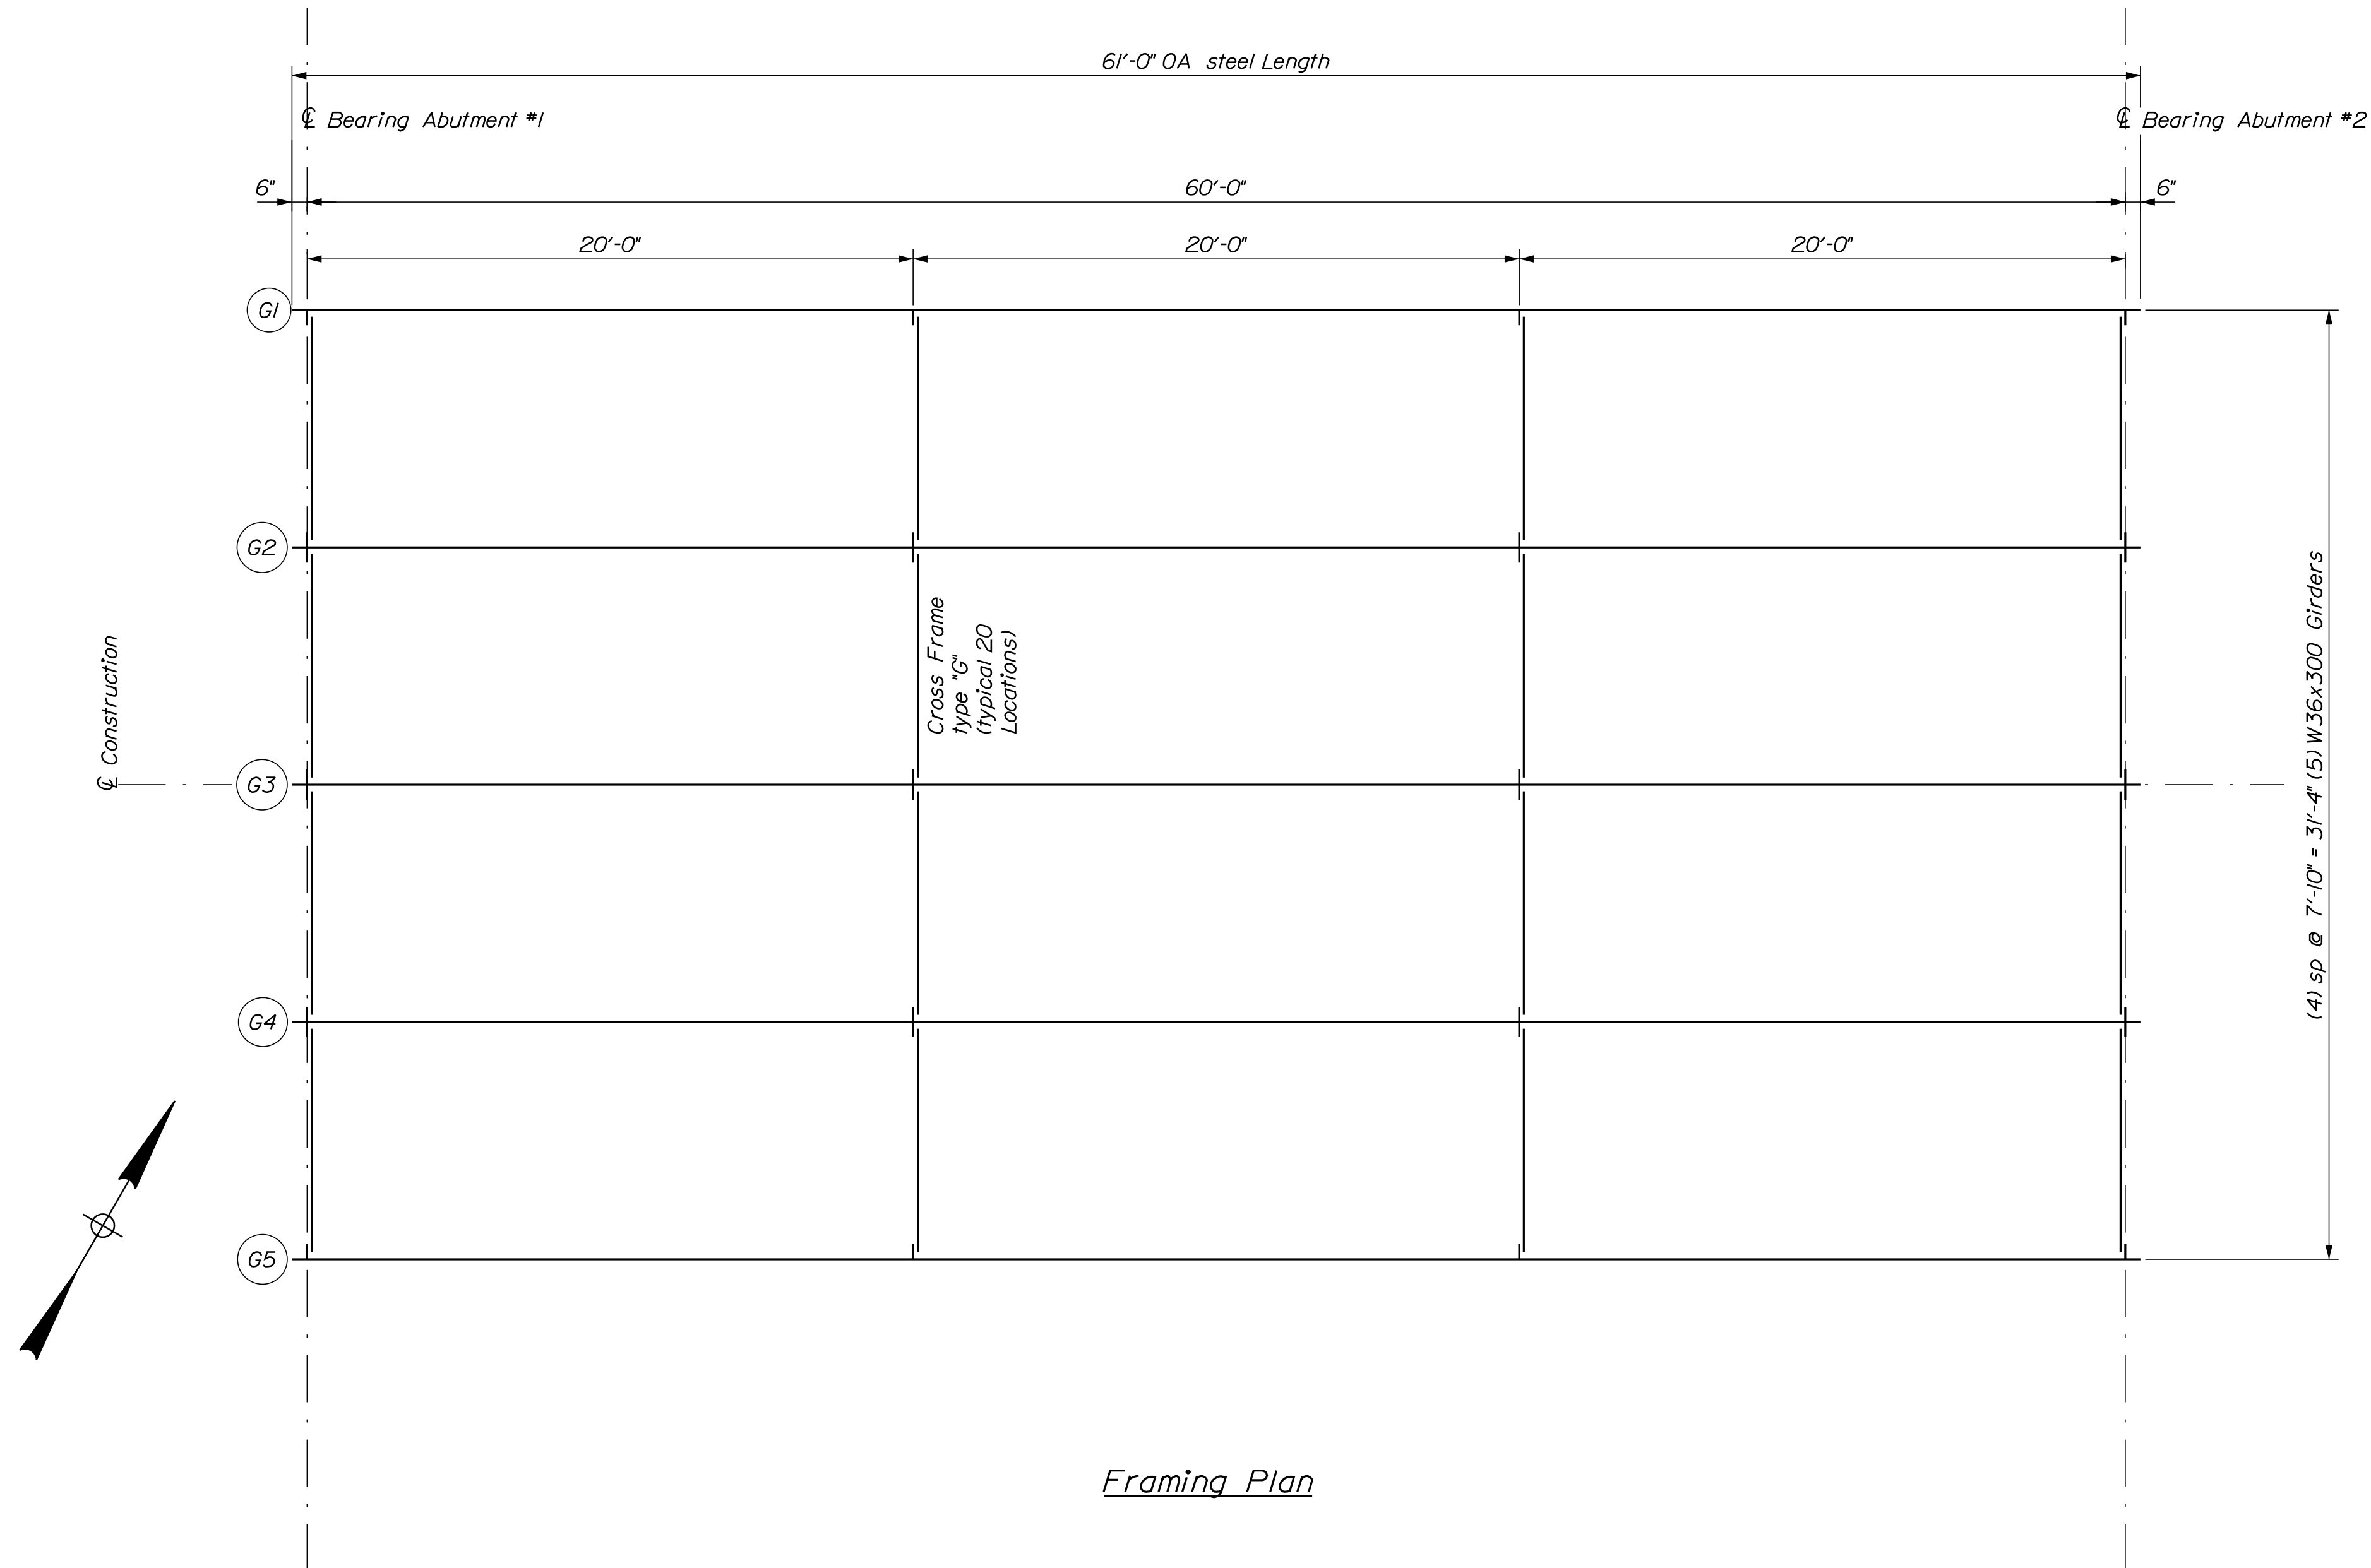 61'-0" OA steel Length
℄ Bearing Abutment #1
℄ Bearing Abutment #2
6"
60'-0"
6"
20'-0"
20'-0"
20'-0"
G1
G2
G3
G4
G5
℄ Construction
Cross Frame
type "G"
(typical 20
Locations)
(4) sp @ 7'-10" = 31'-4" (5) W36x300 Girders
Framing Plan